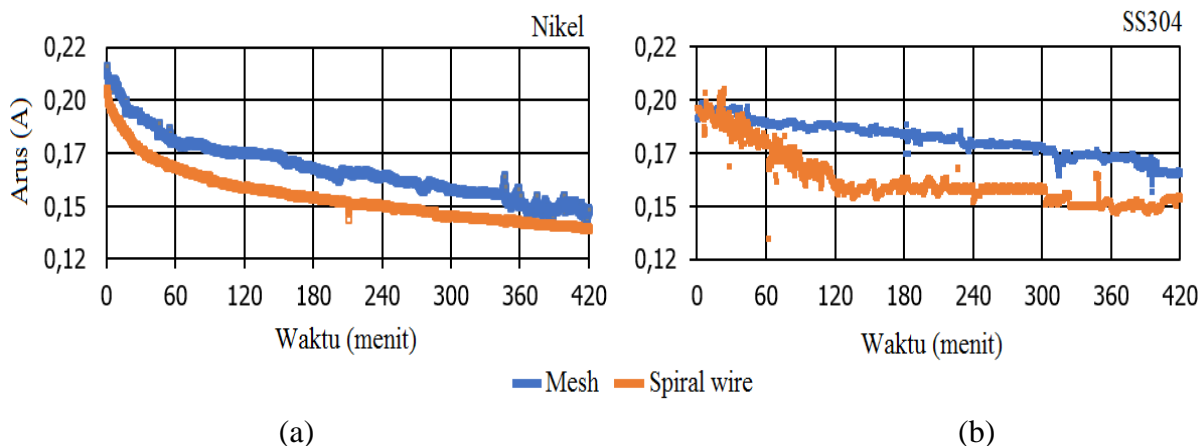 Nikel
SS304
Arus (A)
0,22
0,20
0,17
0,15
0,12
0 60 120 180 240 300 360 420
Waktu (menit)
0,22
0,20
0,17
0,15
0,12
0 60 120 180 240 300 360 420
Waktu (menit)
Mesh Spiral wire
(a)
(b)